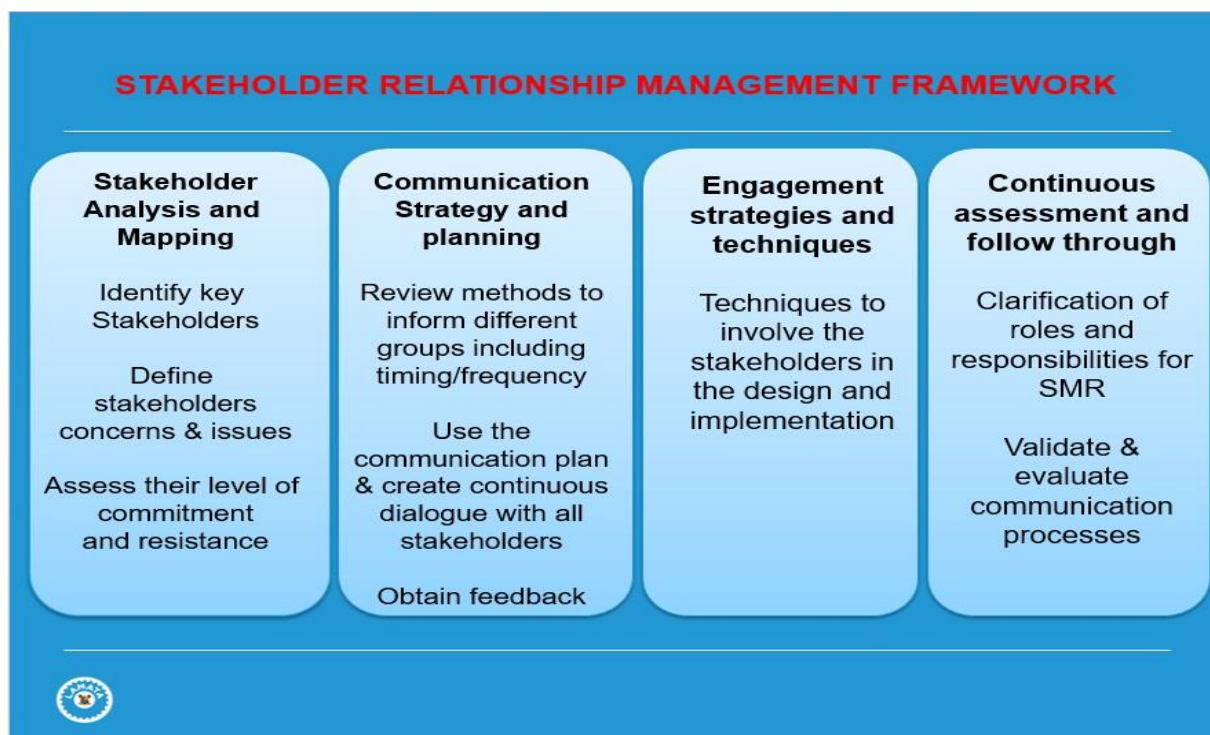 STAKEHOLDER RELATIONSHIP MANAGEMENT FRAMEWORK
Stakeholder
Analysis and
Mapping
Identify key
Stakeholders
Define
stakeholders
concerns & issues
Assess their level of
commitment
and resistance
Communication
Strategy and
planning
Review methods to
inform different
groups including
timing/frequency
Use the
communication plan
& create continuous
dialogue with all
stakeholders
Obtain feedback
Engagement
strategies and
techniques
Techniques to
involve the
stakeholders in
the design and
implementation
Continuous
assessment and
follow through
Clarification of
roles and
responsibilities for
SMR
Validate &
evaluate
communication
processes
LAMATA